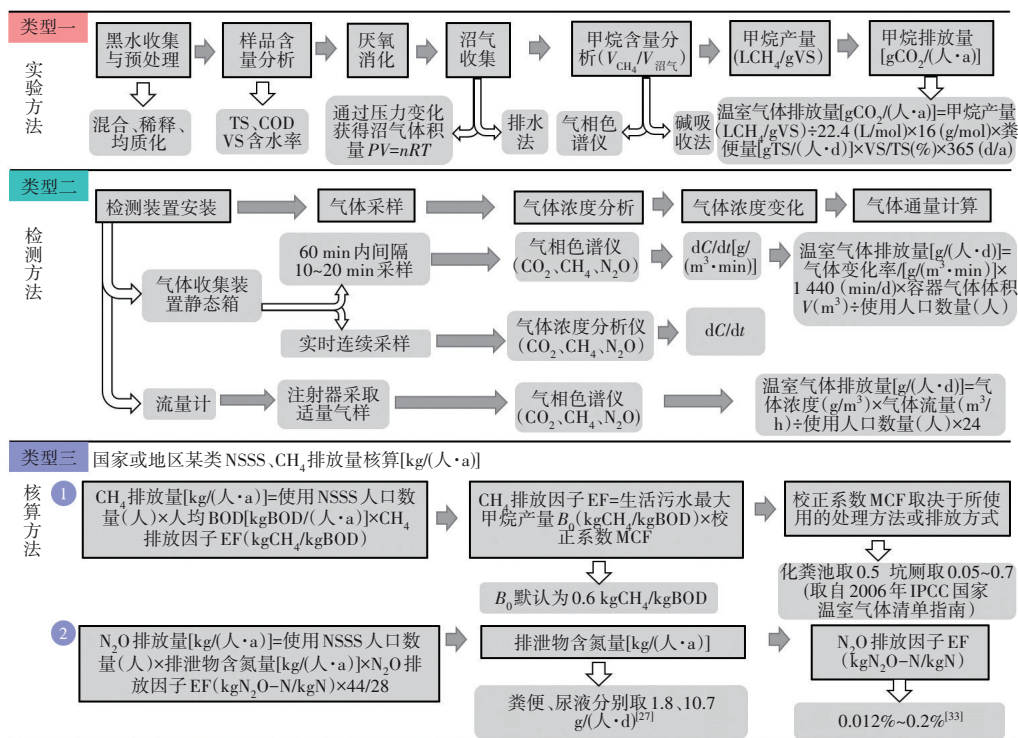 类型一
实验方法
黑水收集
与预处理
样品含
量分析
厌氧
消化
沼气
收集
甲烷含量分
析(V_CH₄/V_沼气)
甲烷产量
(LCH₄/gVS)
甲烷排放量
[gCO₂/(人·a)]
混合、稀释、
均质化
TS、COD
VS含水率
通过压力变化
获得沼气体积
量PV=nRT
排水
法
气相色
谱仪
碱吸
收法
温室气体排放量[gCO₂/(人·a)]=甲烷产量
(LCH₄/gVS)÷22.4 (L/mol)×16 (g/mol)×粪
便量[gTS/(人·d)]×VS/TS(%)×365 (d/a)
类型二
检测方法
检测装置安装
气体采样
气体浓度分析
气体浓度变化
气体通量计算
气体收集装
置静态箱
60 min内间隔
10~20 min采样
气相色谱仪
(CO₂、CH₄、N₂O)
dC/dt[g/
(m³·min)]
温室气体排放量[g/(人·d)]=
气体变化率/[g/(m³·min)]×
1 440 (min/d)×容器气体体积
V(m³)÷使用人口数量(人)
实时连续采样
气体浓度分析仪
(CO₂、CH₄、N₂O)
dC/dt
流量计
注射器采取
适量气样
气相色谱仪
(CO₂、CH₄、N₂O)
温室气体排放量[g/(人·d)]=气
体浓度(g/m³)×气体流量(m³/
h)÷使用人口数量(人)×24
类型三
国家或地区某类NSSS、CH₄排放量核算[kg/(人·a)]
核算方法
1
CH₄排放量[kg/(人·a)]=使用NSSS人口数
量(人)×人均BOD[kgBOD/(人·a)]×CH₄
排放因子EF(kgCH₄/kgBOD)
CH₄排放因子EF=生活污水最大
甲烷产量B₀(kgCH₄/kgBOD)×校
正系数MCF
校正系数MCF取决于所使
用的处理方法或排放方式
B₀默认为0.6 kgCH₄/kgBOD
化粪池取0.5 坑厕取0.05~0.7
(取自2006年IPCC国家
温室气体清单指南)
2
N₂O排放量[kg/(人·a)]=使用NSSS人口数
量(人)×排泄物含氮量[kg/(人·a)]×N₂O排
放因子EF(kgN₂O-N/kgN)×44/28
排泄物含氮量[kg/(人·a)]
N₂O排放因子EF
(kgN₂O-N/kgN)
粪便、尿液分别取1.8、10.7
g/(人·d)[27]
0.012%~0.2%[33]